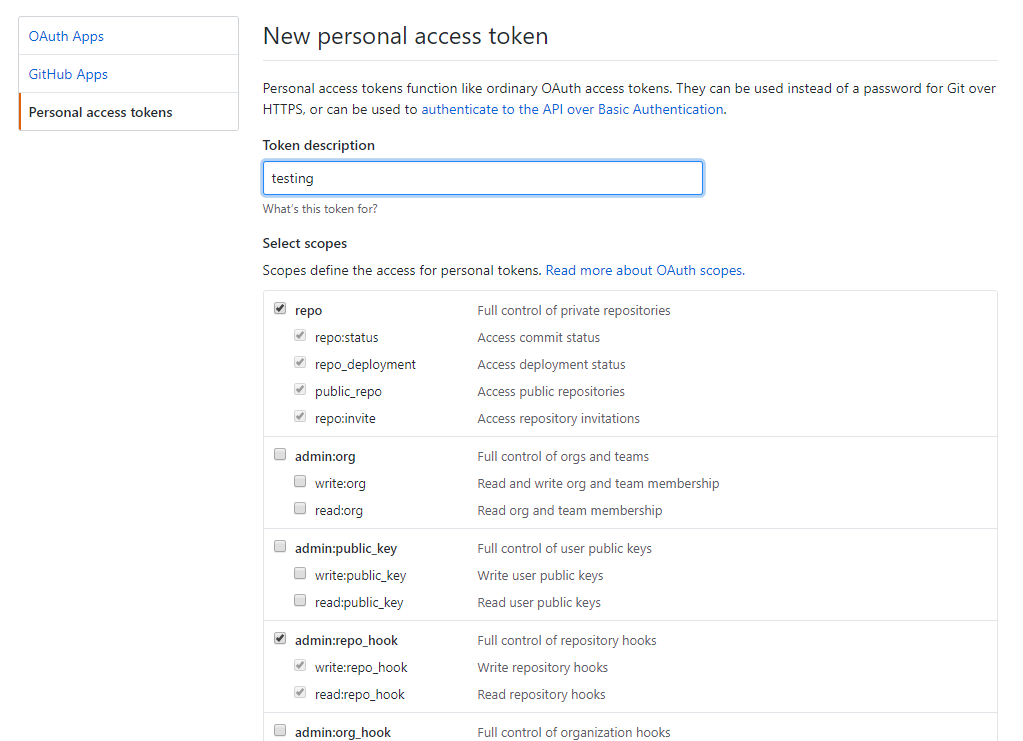 OAuth Apps
GitHub Apps
Personal access tokens
New personal access token
Personal access tokens function like ordinary OAuth access tokens. They can be used instead of a password for Git over
HTTPS, or can be used to authenticate to the API over Basic Authentication.
Token description
testing
What's this token for?
Select scopes
Scopes define the access for personal tokens. Read more about OAuth scopes.
repo Full control of private repositories
repo:status Access commit status
repo_deployment Access deployment status
public_repo Access public repositories
repo:invite Access repository invitations
admin:org Full control of orgs and teams
write:org Read and write org and team membership
read:org Read org and team membership
admin:public_key Full control of user public keys
write:public_key Write user public keys
read:public_key Read user public keys
admin:repo_hook Full control of repository hooks
write:repo_hook Write repository hooks
read:repo_hook Read repository hooks
admin:org_hook Full control of organization hooks